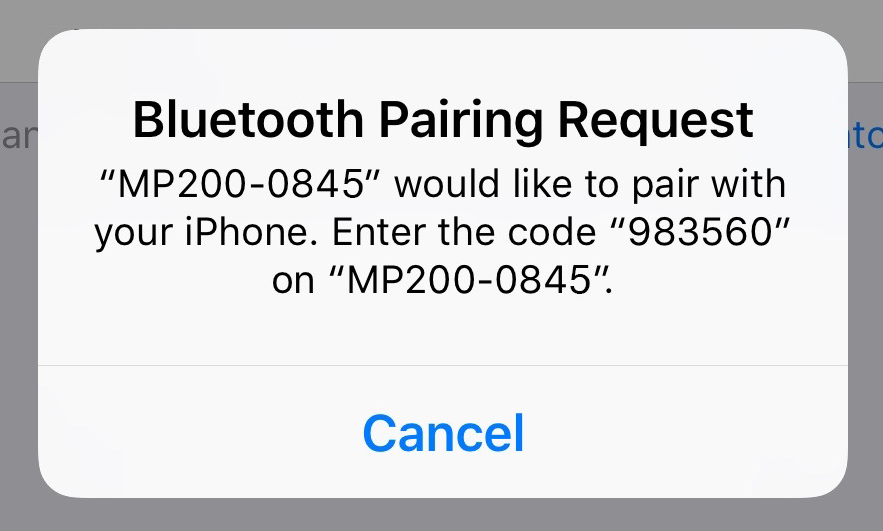 Bluetooth Pairing Request
“MP200-0845” would like to pair with
your iPhone. Enter the code “983560”
on “MP200-0845”.
Cancel